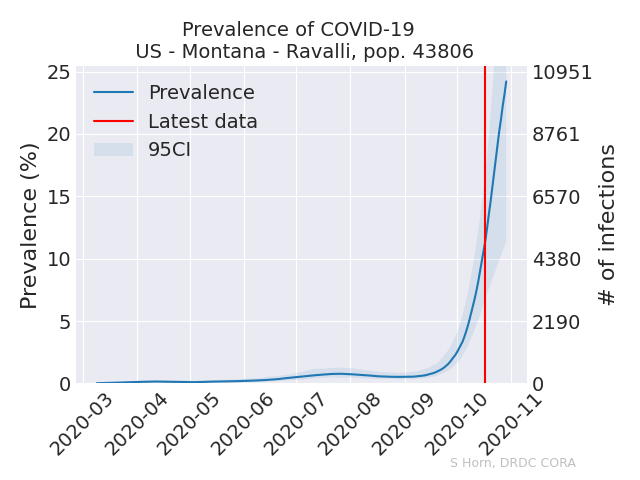 Prevalence of COVID-19
US - Montana - Ravalli, pop. 43806
Prevalence
Latest data
95CI
Prevalence (%)
25
20
15
10
5
0
10951
8761
6570
4380
2190
0
# of infections
2020-03
2020-04
2020-05
2020-06
2020-07
2020-08
2020-09
2020-10
2020-11
S Horn, DRDC CORA